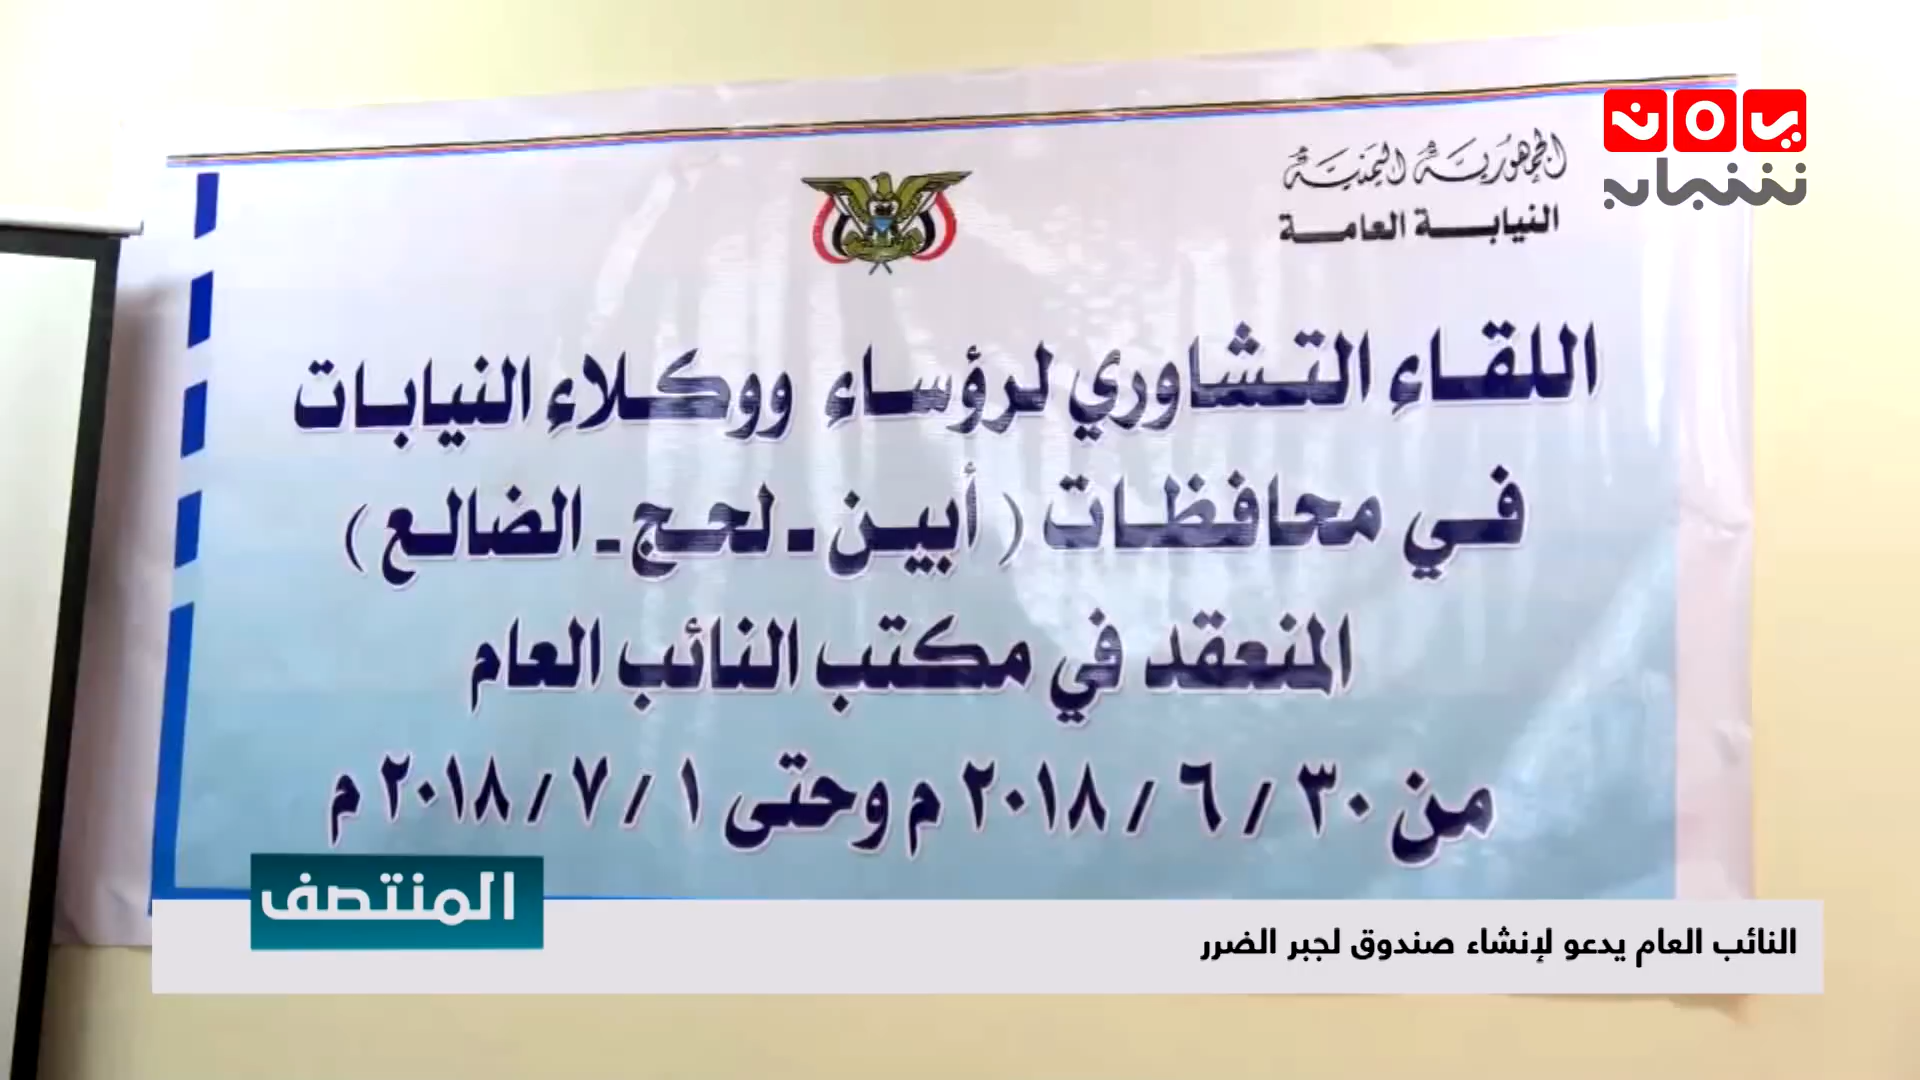 يمن
شباب
الجمهورية اليمنية
النيابة العامة
اللقاء التشاوري لرؤساء ووكلاء النيابات
في محافظات ( أبين - لحج - الضالع )
المنعقد في مكتب النائب العام
من ٣٠ / ٦ / ٢٠١٨ م وحتى ١ / ٧ / ٢٠١٨ م
المنتصف
النائب العام يدعو لإنشاء صندوق لجبر الضرر